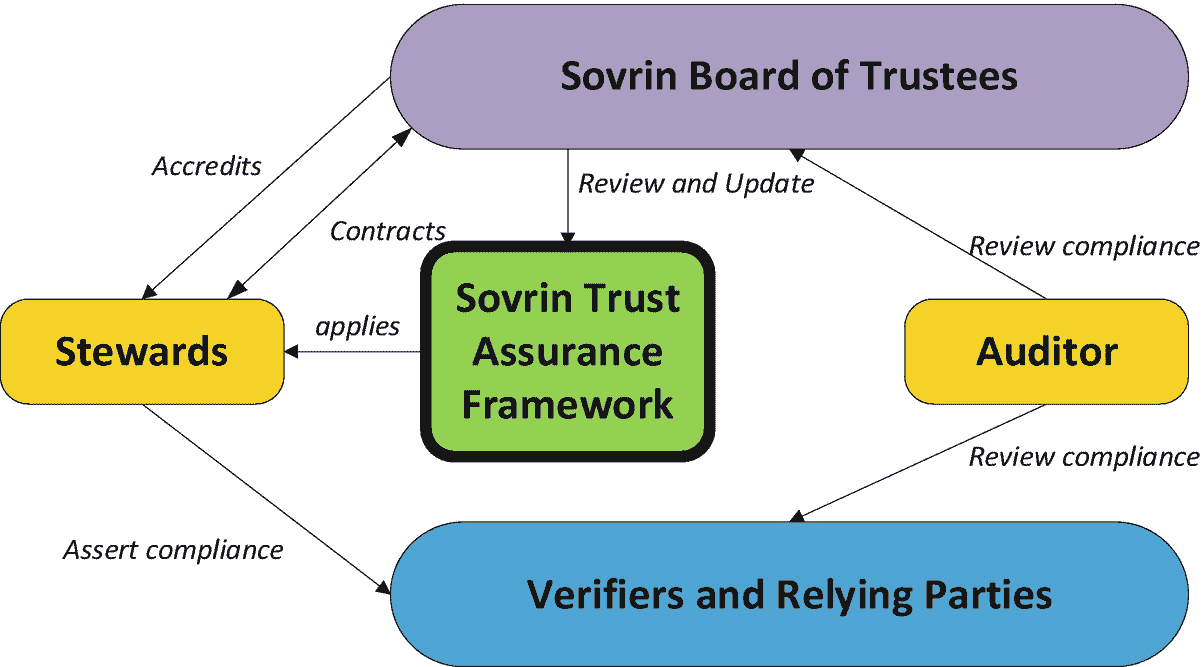 Sovrin Board of Trustees
Accredits
Review and Update
Contracts
Review compliance
Sovrin Trust
Assurance
Framework
applies
Stewards
Auditor
Review compliance
Assert compliance
Verifiers and Relying Parties